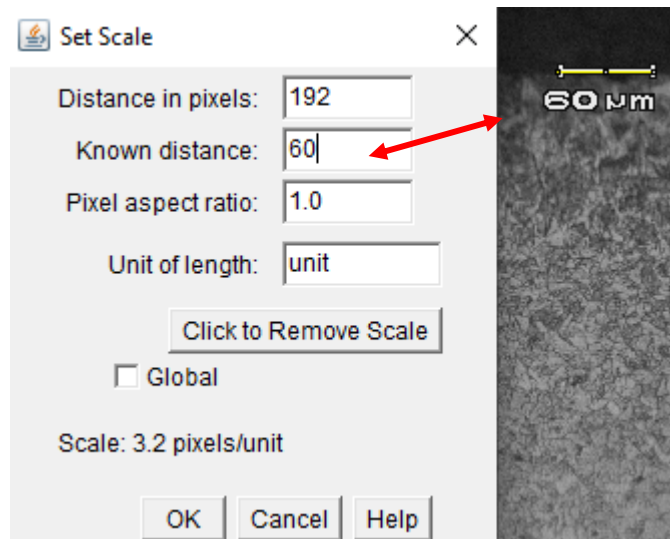 Set Scale
Distance in pixels: 192
Known distance: 60
Pixel aspect ratio: 1.0
Unit of length: unit
Click to Remove Scale
Global
Scale: 3.2 pixels/unit
OK Cancel Help
60 µm